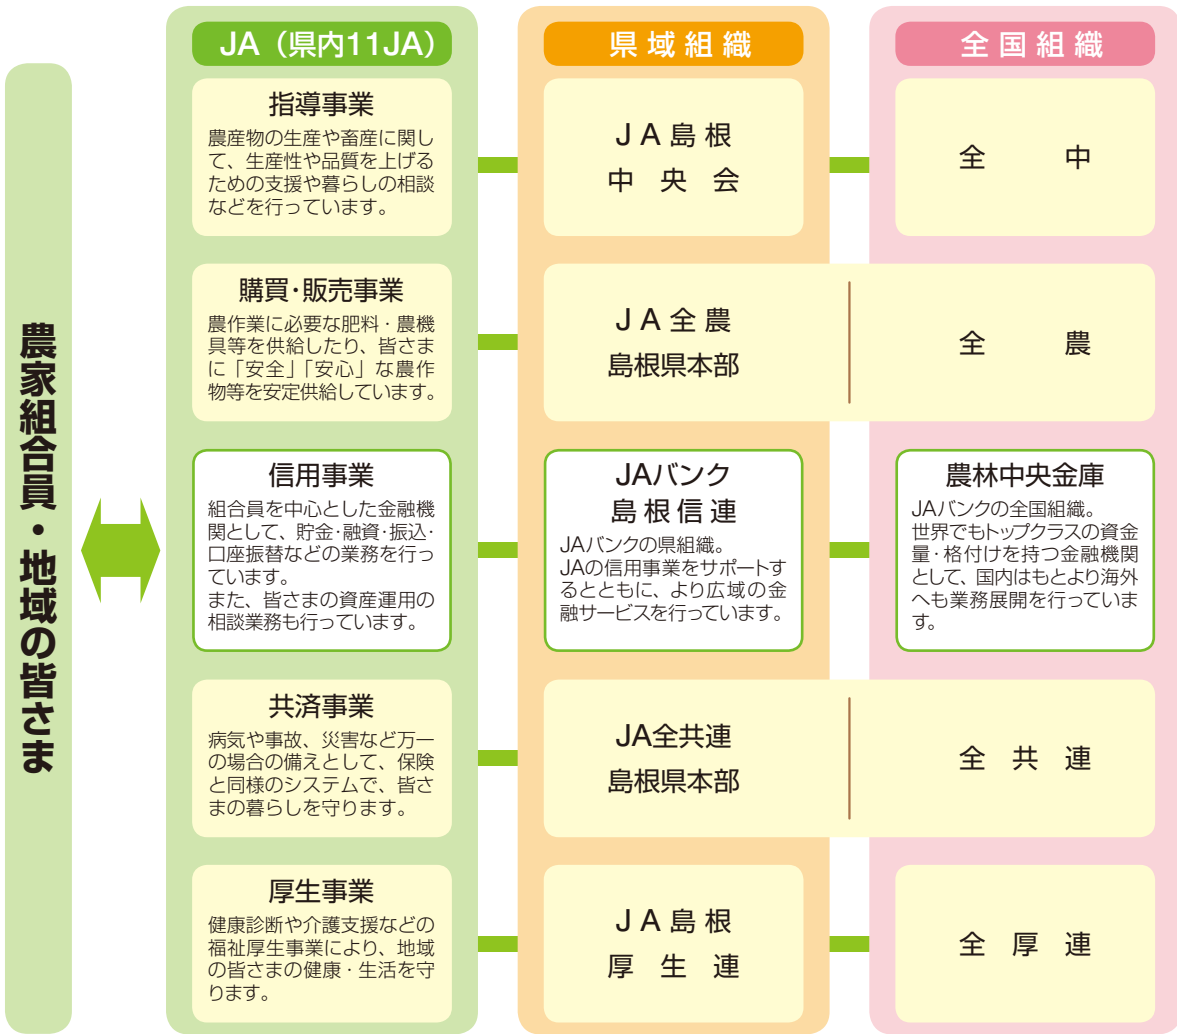 農家組合員・地域の皆さま
JA（県内11JA）
県域組織
全国組織
指導事業
農産物の生産や畜産に関し
て、生産性や品質を上げる
ための支援や暮らしの相談
などを行っています。
JA島根
中央会
全中
購買・販売事業
農作業に必要な肥料・農機
具等を供給したり、皆さま
に「安全」「安心」な農作
物等を安定供給しています。
JA全農
島根県本部
全農
信用事業
組合員を中心とした金融機
関として、貯金・融資・振込・
口座振替などの業務を行っ
ています。
また、皆さまの資産運用の
相談業務も行っています。
JAバンク
島根信連
JAバンクの県組織。
JAの信用事業をサポートす
るとともに、より広域の金
融サービスを行っています。
農林中央金庫
JAバンクの全国組織。
世界でもトップクラスの資金
量・格付けを持つ金融機関
として、国内はもとより海外
へも業務展開を行っていま
す。
共済事業
病気や事故、災害など万一
の場合の備えとして、保険
と同様のシステムで、皆さ
まの暮らしを守ります。
JA全共連
島根県本部
全共連
厚生事業
健康診断や介護支援などの
福祉厚生事業により、地域
の皆さまの健康・生活を守
ります。
JA島根
厚生連
全厚連